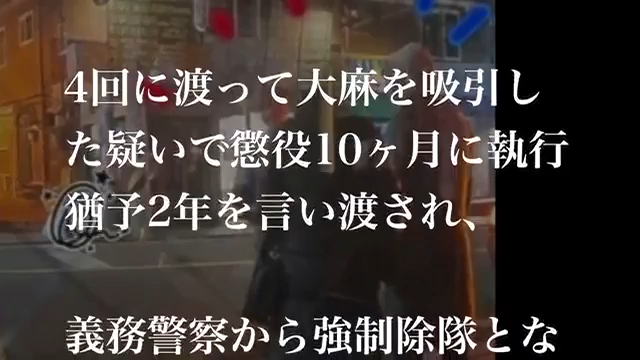 4回に渡って大麻を吸引し
た疑いで懲役10ヶ月に執行
猶予2年を言い渡され、
義務警察から強制除隊とな